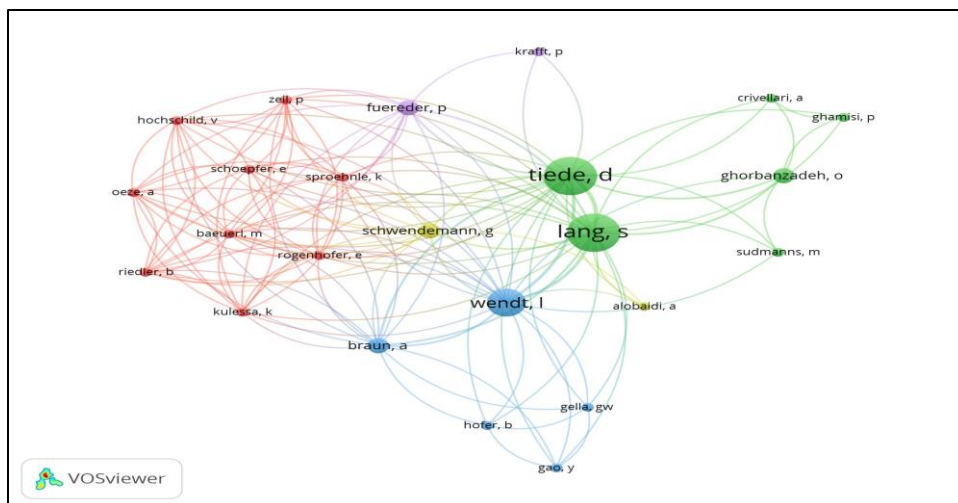 krafft, p
zeil, p
fuereder, p
crivellari, a
hochschild, v
ghamisi, p
schoepfer, e
sproehnle, k
tiede, d
ghorbanzadeh, o
oeze, a
baeuerl, m
schwendemann, g
lang, s
rogenhofer, e
sudmanns, m
riedler, b
wendt, l
alobaidi, a
kulessa, k
braun, a
gella, gw
hofer, b
gao, y
VOSviewer